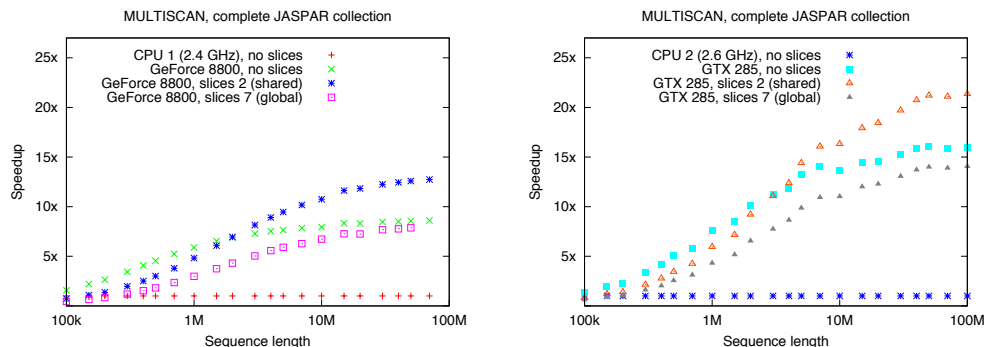 MULTISCAN, complete JASPAR collection
25x
20x
15x
10x
5x
Speedup
CPU 1 (2.4 GHz), no slices
GeForce 8800, no slices
GeForce 8800, slices 2 (shared)
GeForce 8800, slices 7 (global)
100k 1M 10M 100M
Sequence length
MULTISCAN, complete JASPAR collection
25x
20x
15x
10x
5x
Speedup
CPU 2 (2.6 GHz), no slices
GTX 285, no slices
GTX 285, slices 2 (shared)
GTX 285, slices 7 (global)
100k 1M 10M 100M
Sequence length